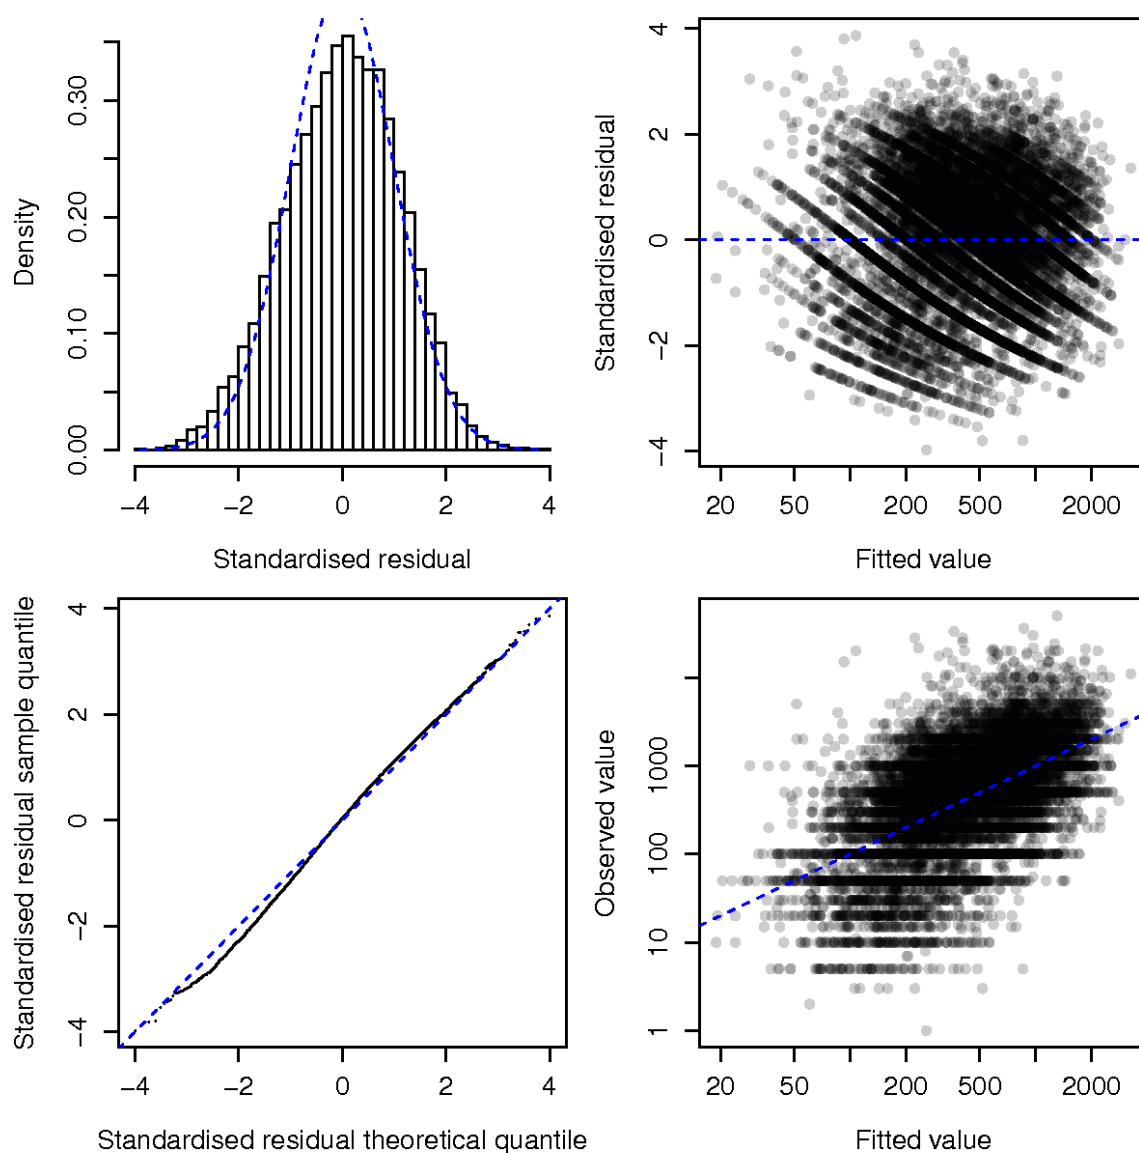 Density
0.00 0.10 0.20 0.30
−4 −2 0 2 4
Standardised residual
Standardised residual
−4 −2 0 2 4
20 50 200 500 2000
Fitted value
Standardised residual sample quantile
−4 −2 0 2 4
−4 −2 0 2 4
Standardised residual theoretical quantile
Observed value
1 10 100 1000
20 50 200 500 2000
Fitted value